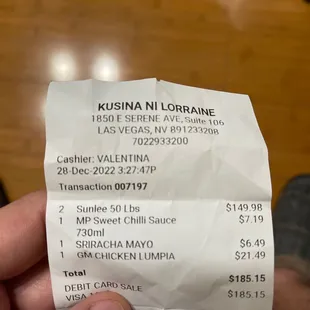 KUSINA NI LORRAINE
1850 E SERENE AVE, Suite 106
LAS VEGAS, NV 891233208
7022933200
Cashier: VALENTINA
28-Dec-2022 3:27:47P
Transaction 007197
2 Sunlee 50 Lbs $149.98
1 MP Sweet Chilli Sauce $7.19
730ml
1 SRIRACHA MAYO $6.49
1 GM CHICKEN LUMPIA $21.49
Total $185.15
DEBIT CARD SALE $185.15
VISA